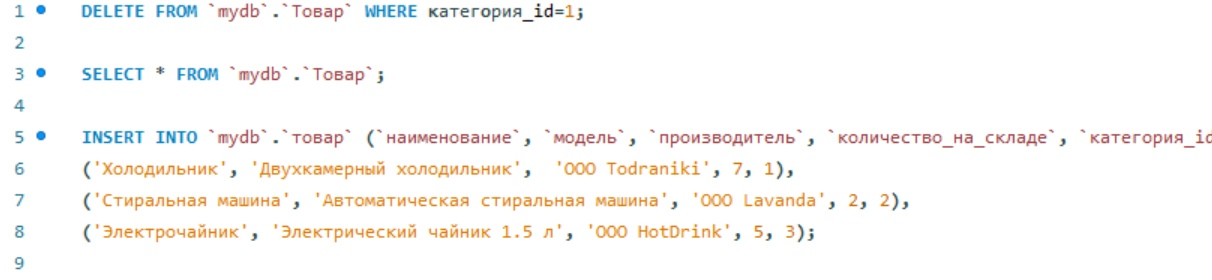 1 DELETE FROM `mydb`.`Товар` WHERE категория_id=1;
2
3 SELECT * FROM `mydb`.`Товар`;
4
5 INSERT INTO `mydb`.`товар` (`наименование`, `модель`, `производитель`, `количество_на_складе`, `категория_id
6 ('Холодильник', 'Двухкамерный холодильник', 'ООО Todraniki', 7, 1),
7 ('Стиральная машина', 'Автоматическая стиральная машина', 'ООО Lavanda', 2, 2),
8 ('Электрочайник', 'Электрический чайник 1.5 л', 'ООО HotDrink', 5, 3);
9